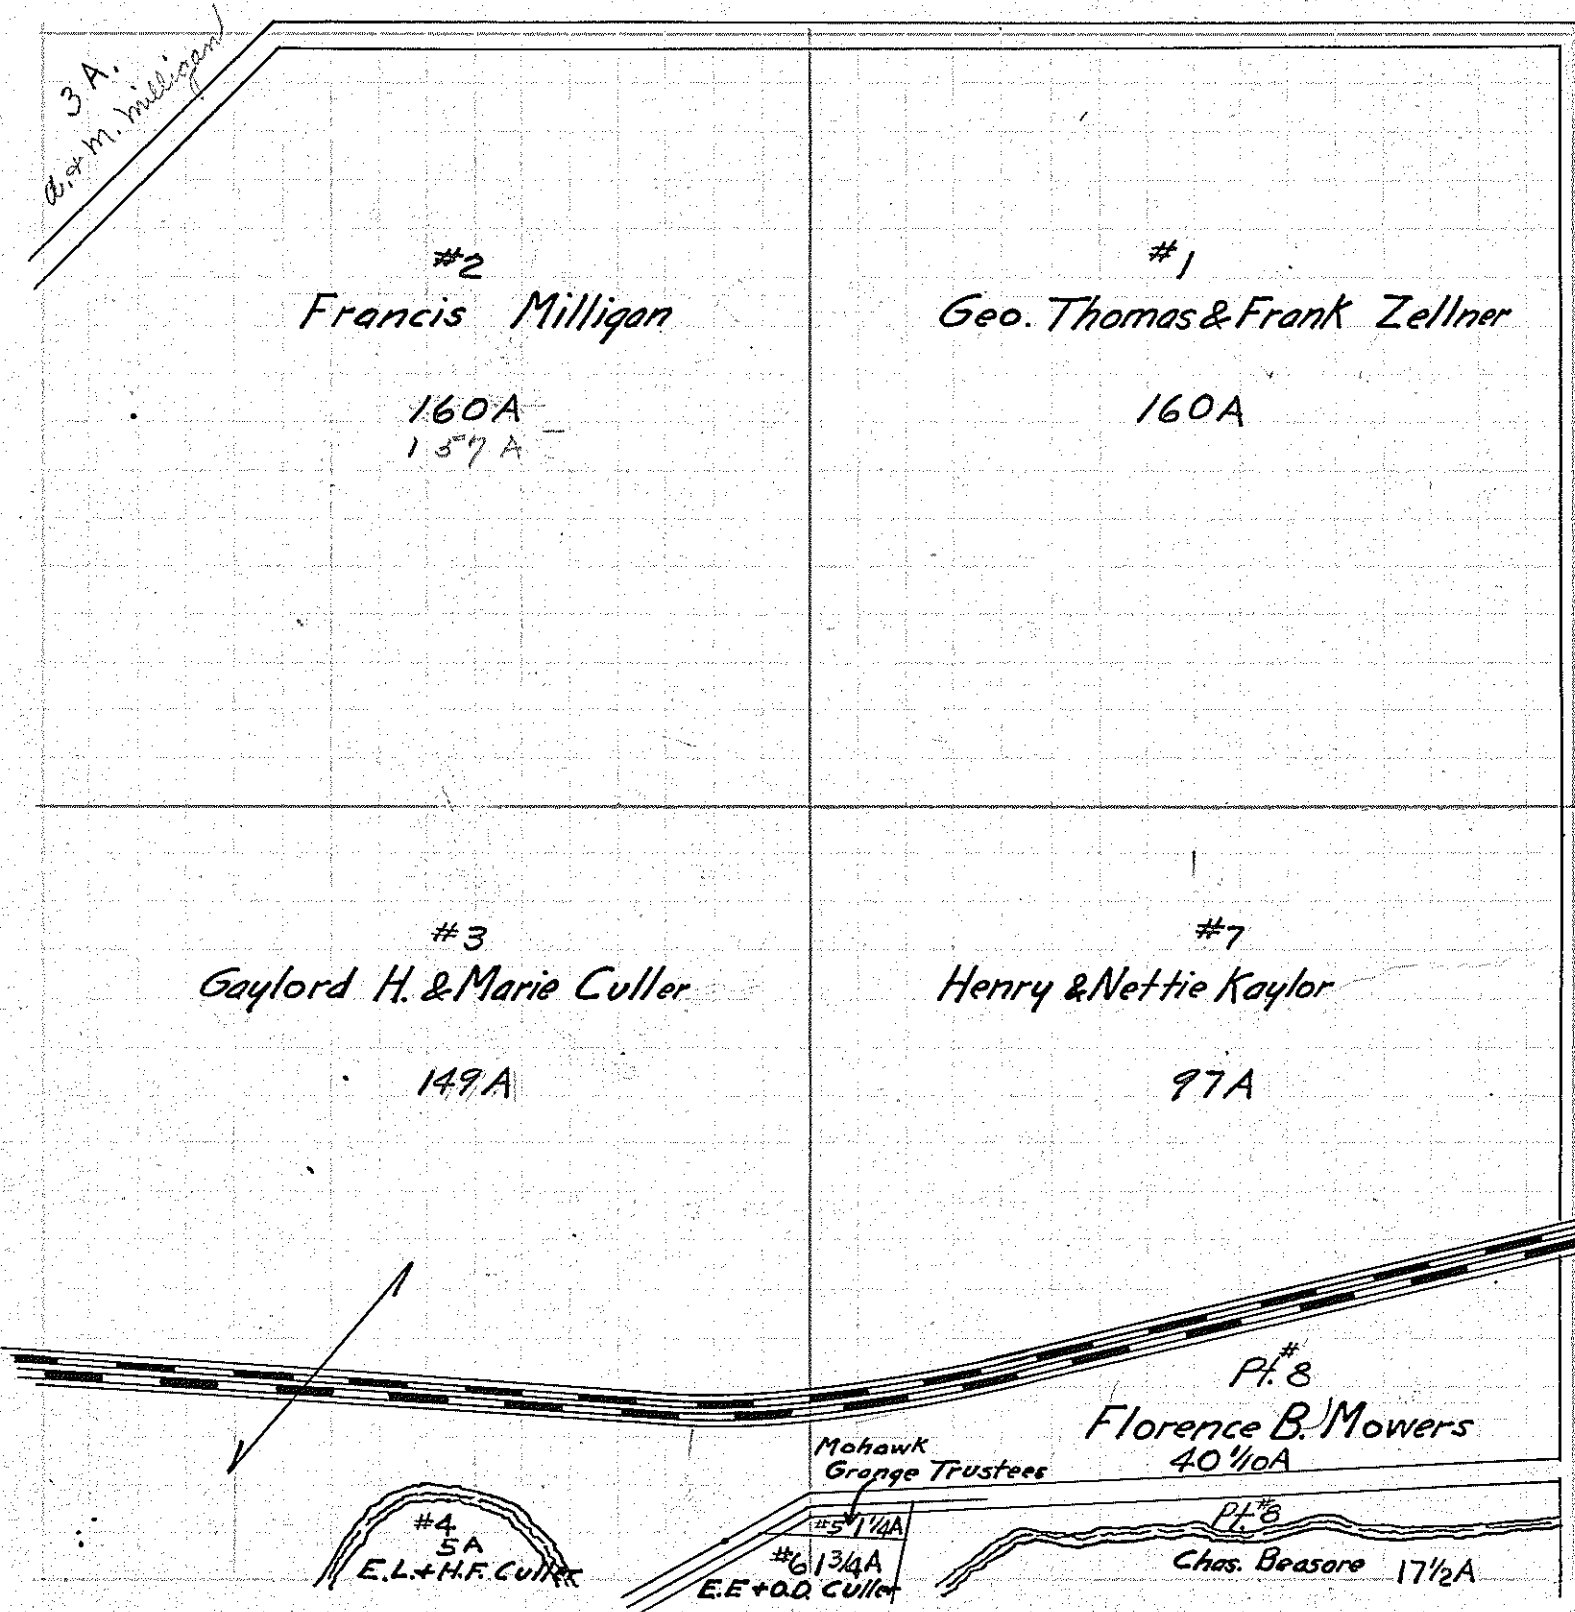 3 A.
a. & M. Milligan
#2
Francis Milligan
160A
157 A
#1
Geo. Thomas & Frank Zellner
160A
#3
Gaylord H. & Marie Culler
149A
#7
Henry & Nettie Kaylor
97A
Pt. #8
Florence B. Mowers
40 1/10A
Mohawk
Grange Trustees
#5 1 1/4A
#6 1 3/4A
E.E + O.D. Culler
#4
5A
E.L. + H.F. Culler
Pt. #8
Chas. Beasore 17 1/2A